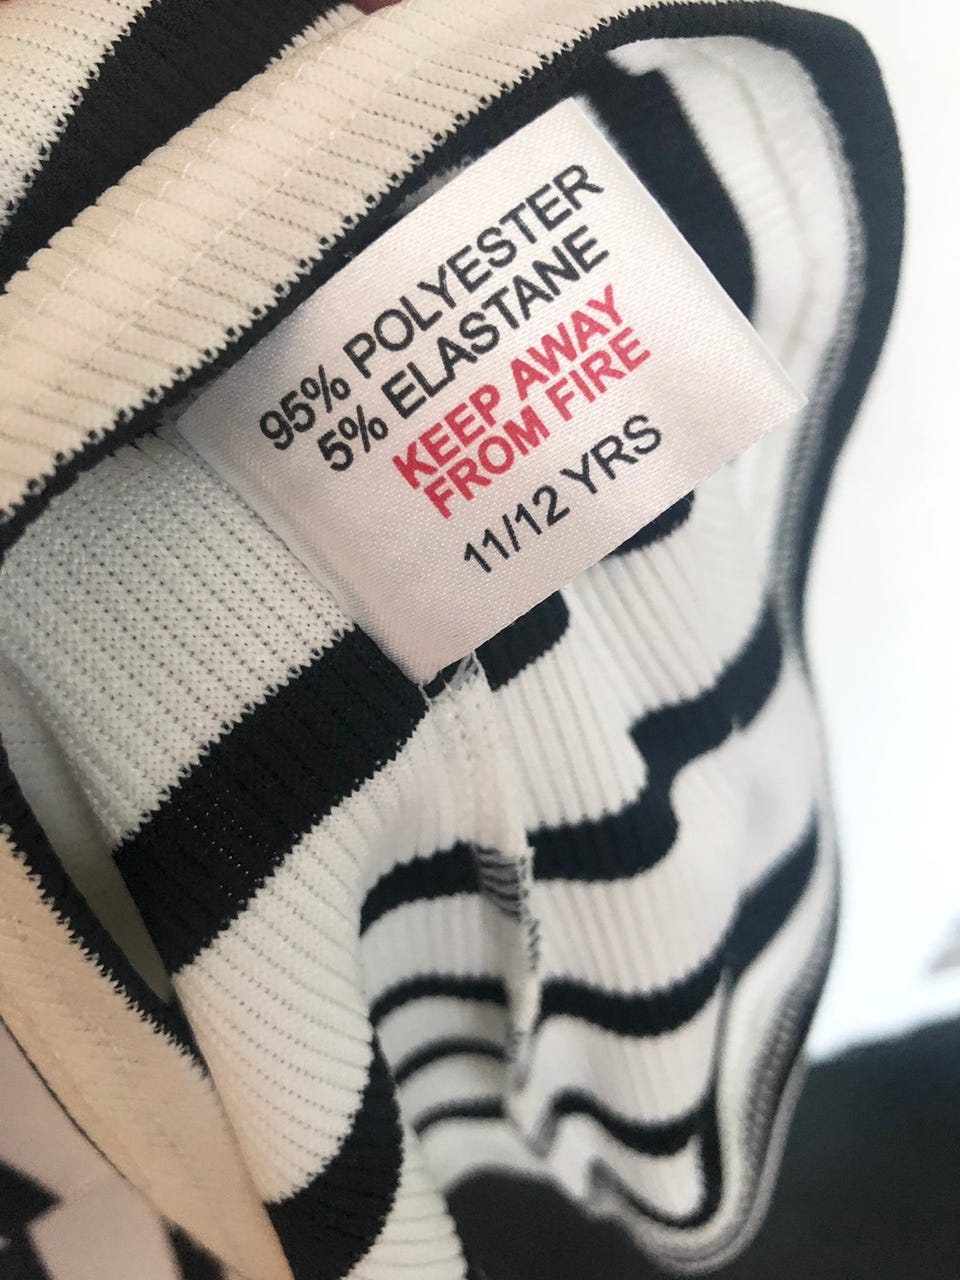 95% POLYESTER
5% ELASTANE
KEEP AWAY
FROM FIRE
11/12 YRS